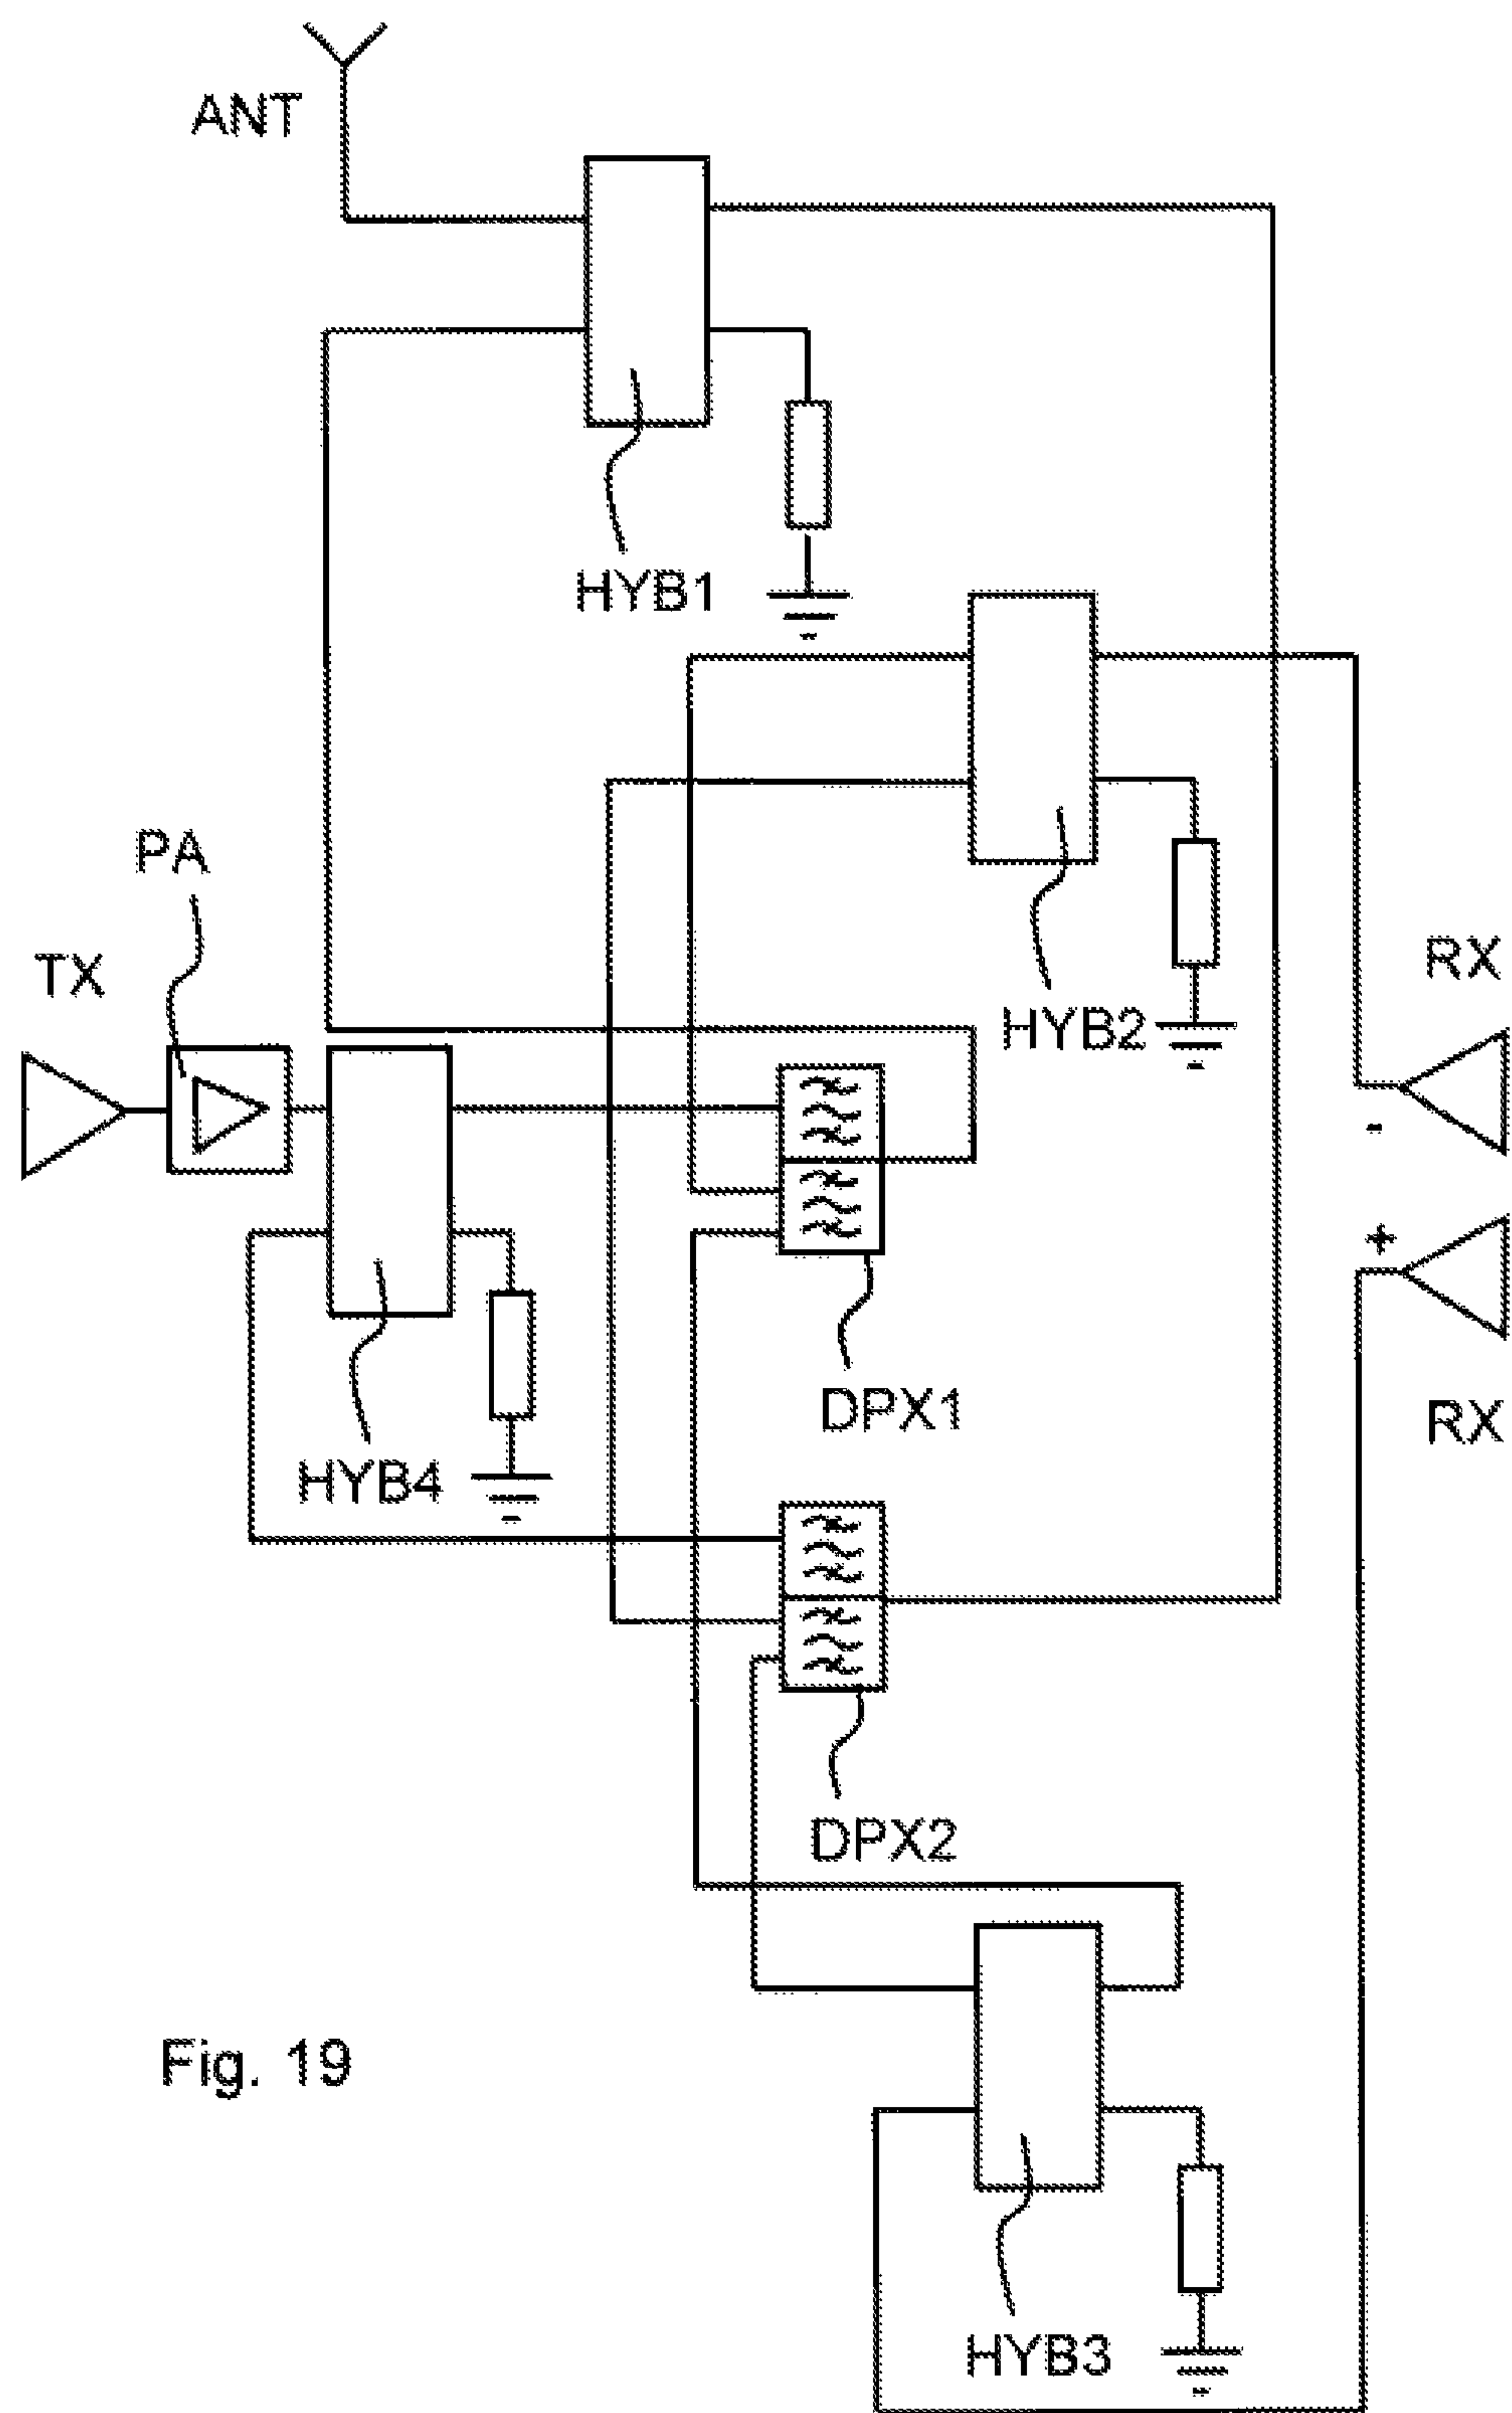 ANT
HYB1
PA
TX
RX
HYB2
-
+
DPX1
RX
HYB4
DPX2
Fig. 19
HYB3